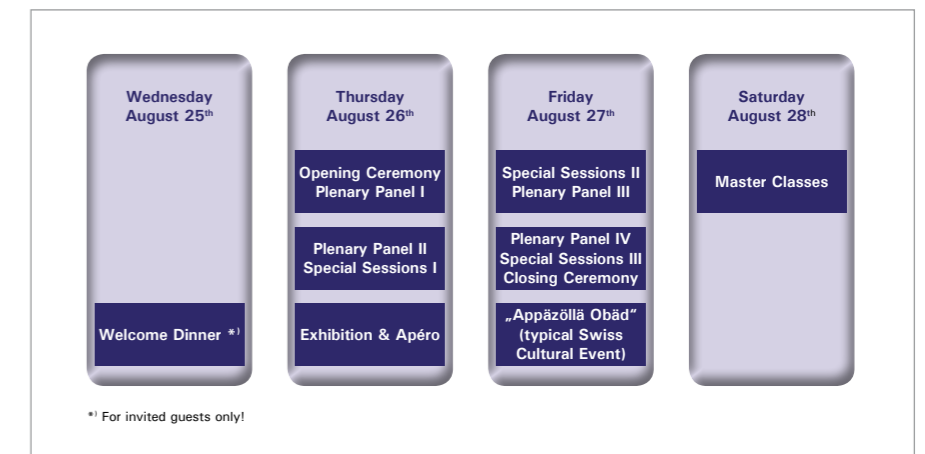 Wednesday
August 25th
Welcome Dinner *)
Thursday
August 26th
Opening Ceremony
Plenary Panel I
Plenary Panel II
Special Sessions I
Exhibition & Apéro
Friday
August 27th
Special Sessions II
Plenary Panel III
Plenary Panel IV
Special Sessions III
Closing Ceremony
„Appäzöllä Obäd“
(typical Swiss
Cultural Event)
Saturday
August 28th
Master Classes
*) For invited guests only!